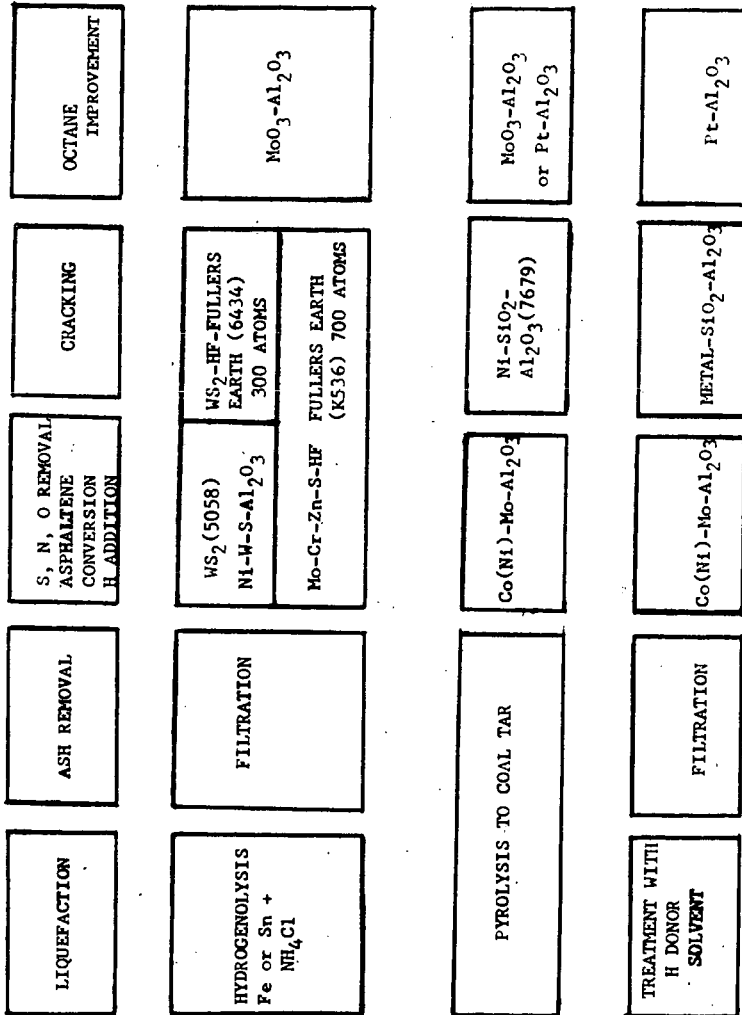 LIQUEFACTION
ASH REMOVAL
S, N, O REMOVAL
ASPHALTENE
CONVERSION
H ADDITION
CRACKING
OCTANE
IMPROVEMENT
HYDROGENOLYSIS
Fe or Sn +
NH₄Cl
FILTRATION
WS₂(5058)
Ni-W-S-Al₂O₃
WS₂-HF-FULLERS
EARTH (6434)
300 ATOMS
Mo-Cr-Zn-S-HF FULLERS EARTH
(K536) 700 ATOMS
MoO₃-Al₂O₃
PYROLYSIS TO COAL TAR
Co(Ni)-Mo-Al₂O₃
Ni-SiO₂-
Al₂O₃(7679)
MoO₃-Al₂O₃
or Pt-Al₂O₃
TREATMENT WITH
H DONOR
SOLVENT
FILTRATION
Co(Ni)-Mo-Al₂O₃
METAL-SiO₂-Al₂O₃
Pt-Al₂O₃